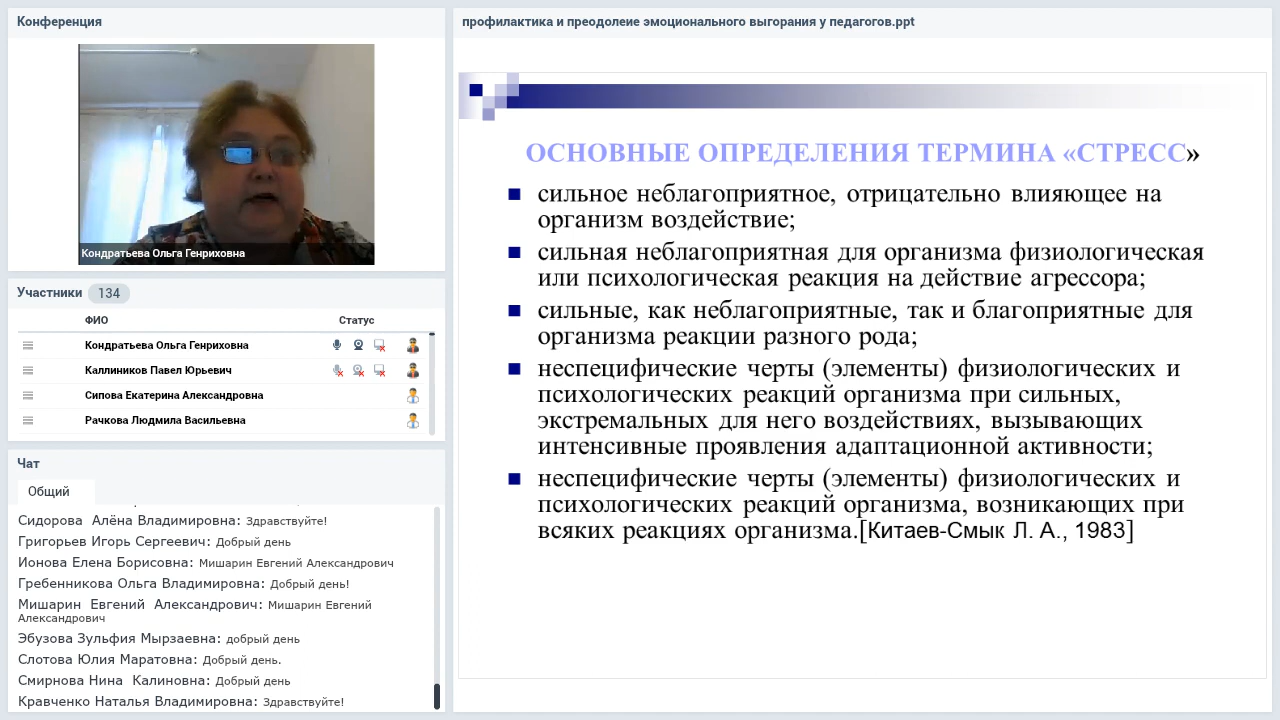 Конференция
Кондратьева Ольга Генриховна
Участники 134
ФИО Статус
Кондратьева Ольга Генриховна
Каллиников Павел Юрьевич
Сипова Екатерина Александровна
Рачкова Людмила Васильевна
Чат
Общий
Сидорова Алёна Владимировна: Здравствуйте!
Григорьев Игорь Сергеевич: Добрый день
Ионова Елена Борисовна: Мишарин Евгений Александрович
Гребенникова Ольга Владимировна: Добрый день!
Мишарин Евгений Александрович: Мишарин Евгений
Александрович
Эбузова Зульфия Мырзаевна: добрый день
Слотова Юлия Маратовна: Добрый день.
Смирнова Нина Калиновна: Добрый день
Кравченко Наталья Владимировна: Здравствуйте!
профилактика и преодолеие эмоционального выгорания у педагогов.ppt
ОСНОВНЫЕ ОПРЕДЕЛЕНИЯ ТЕРМИНА «СТРЕСС»
сильное неблагоприятное, отрицательно влияющее на
организм воздействие;
сильная неблагоприятная для организма физиологическая
или психологическая реакция на действие агрессора;
сильные, как неблагоприятные, так и благоприятные для
организма реакции разного рода;
неспецифические черты (элементы) физиологических и
психологических реакций организма при сильных,
экстремальных для него воздействиях, вызывающих
интенсивные проявления адаптационной активности;
неспецифические черты (элементы) физиологических и
психологических реакций организма, возникающих при
всяких реакциях организма.[Китаев-Смык Л. А., 1983]